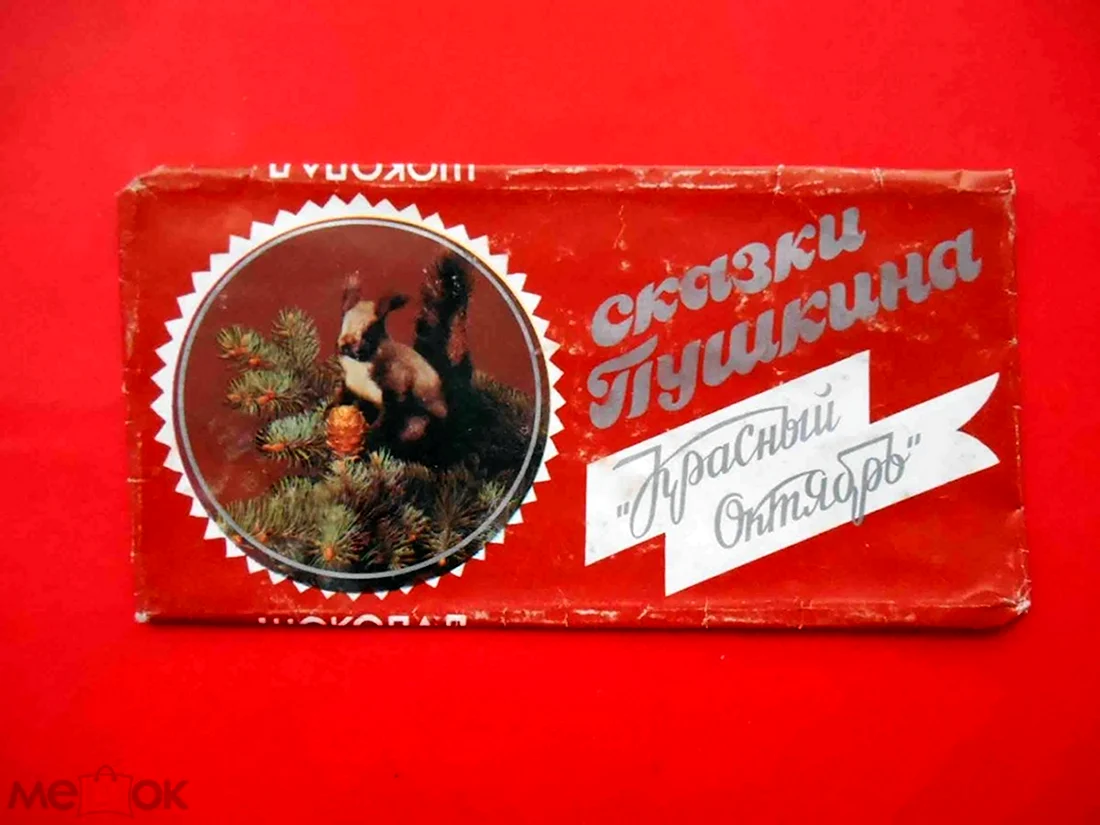 ШОКОЛАД
сказки
Пушкина
"Красный
Октябрь"
ШОКОЛАД
мешок